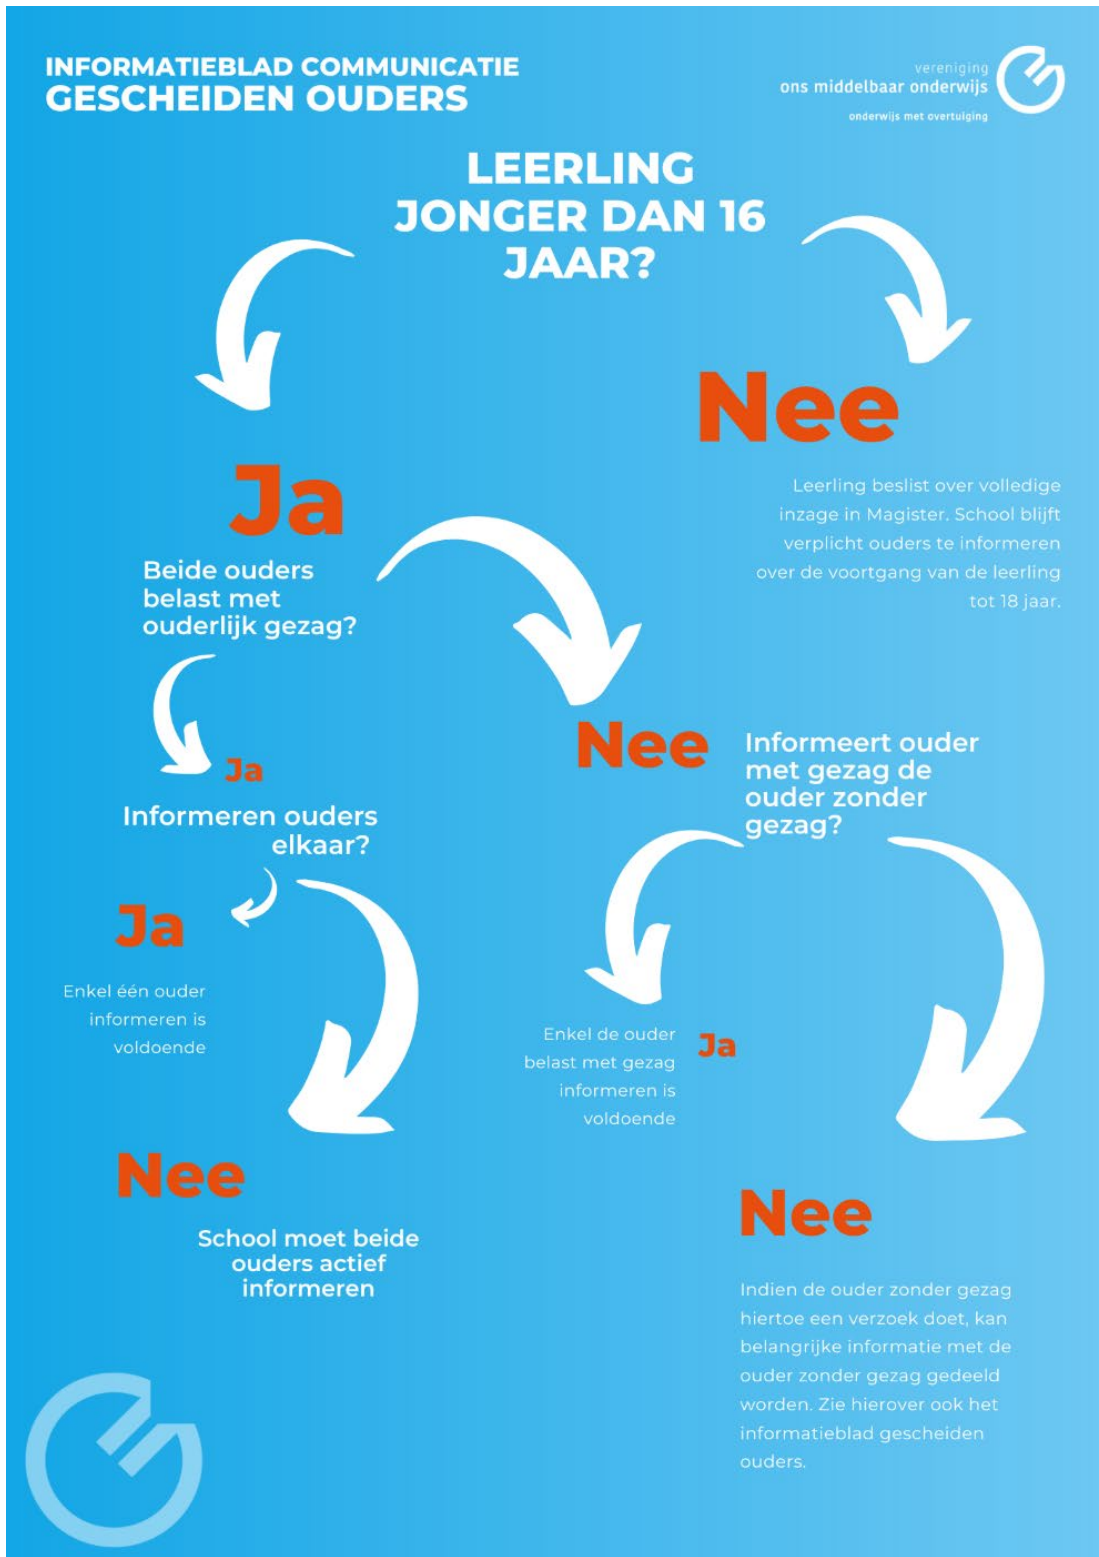 INFORMATIEBLAD COMMUNICATIE
GESCHEIDEN OUDERS
vereniging
ons middelbaar onderwijs
onderwijs met overtuiging
LEERLING
JONGER DAN 16
JAAR?
Nee
Leerling beslist over volledige
inzage in Magister. School blijft
verplicht ouders te informeren
over de voortgang van de leerling
tot 18 jaar.
Ja
Beide ouders
belast met
ouderlijk gezag?
Ja
Informeren ouders
elkaar?
Ja
Enkel één ouder
informeren is
voldoende
Nee
School moet beide
ouders actief
informeren
Nee
Informeert ouder
met gezag de
ouder zonder
gezag?
Enkel de ouder
belast met gezag
informeren is
voldoende
Ja
Nee
Indien de ouder zonder gezag
hiertoe een verzoek doet, kan
belangrijke informatie met de
ouder zonder gezag gedeeld
worden. Zie hierover ook het
informatieblad gescheiden
ouders.